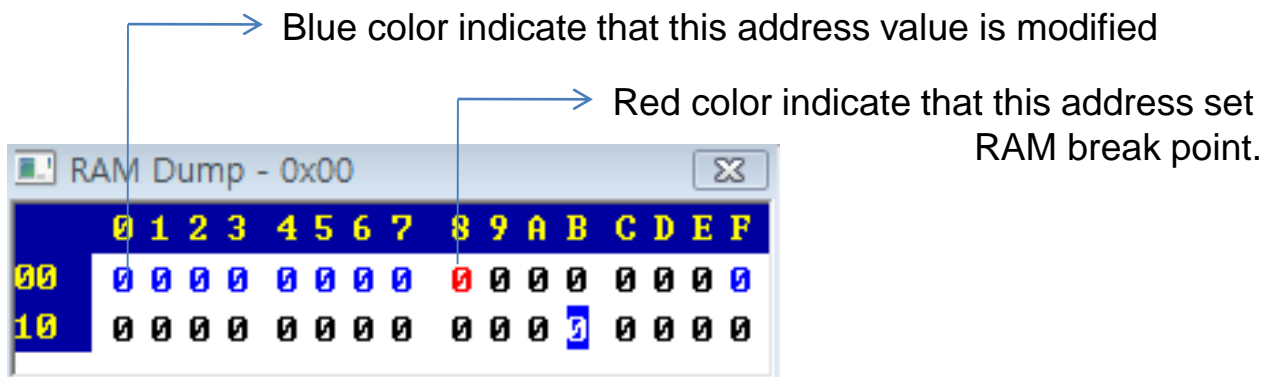 Blue color indicate that this address value is modified
Red color indicate that this address set
RAM break point.
RAM Dump - 0x00
0 1 2 3 4 5 6 7 8 9 A B C D E F
00 0 0 0 0 0 0 0 0 0 0 0 0 0 0 0 0
10 0 0 0 0 0 0 0 0 0 0 0 0 0 0 0 0